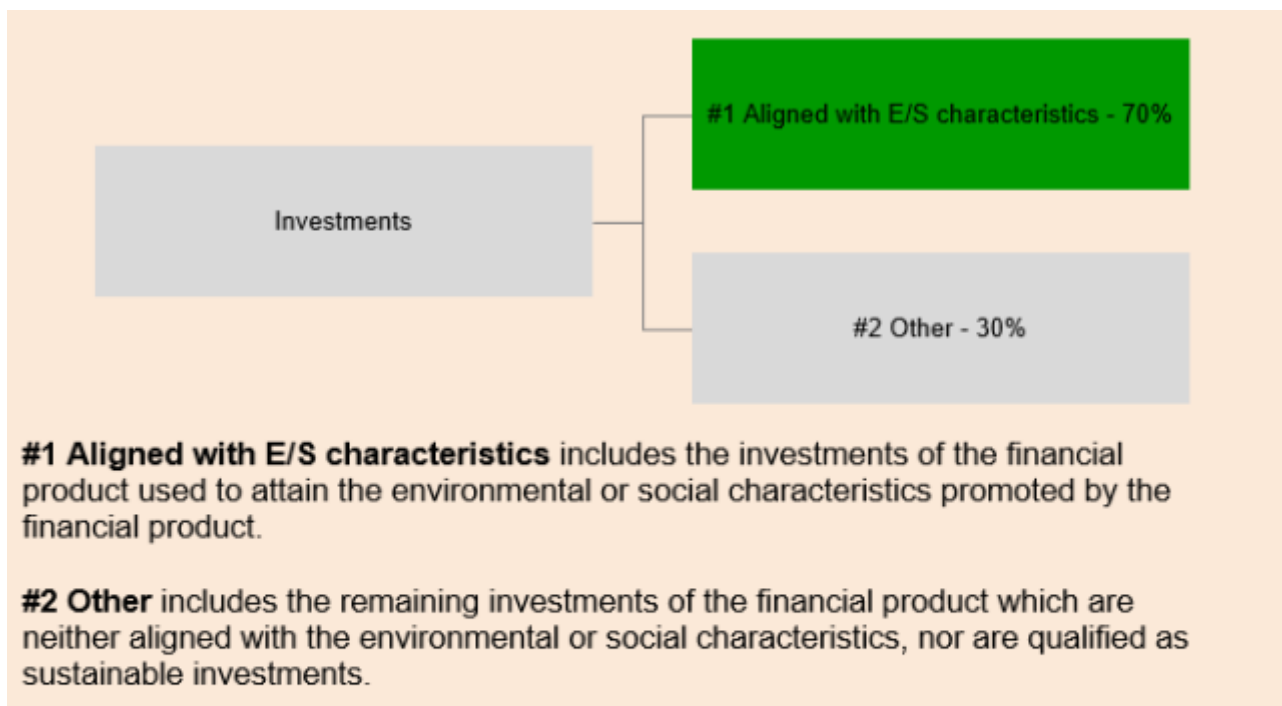 #1 Aligned with E/S characteristics - 70%
Investments
#2 Other - 30%
#1 Aligned with E/S characteristics includes the investments of the financial
product used to attain the environmental or social characteristics promoted by the
financial product.
#2 Other includes the remaining investments of the financial product which are
neither aligned with the environmental or social characteristics, nor are qualified as
sustainable investments.